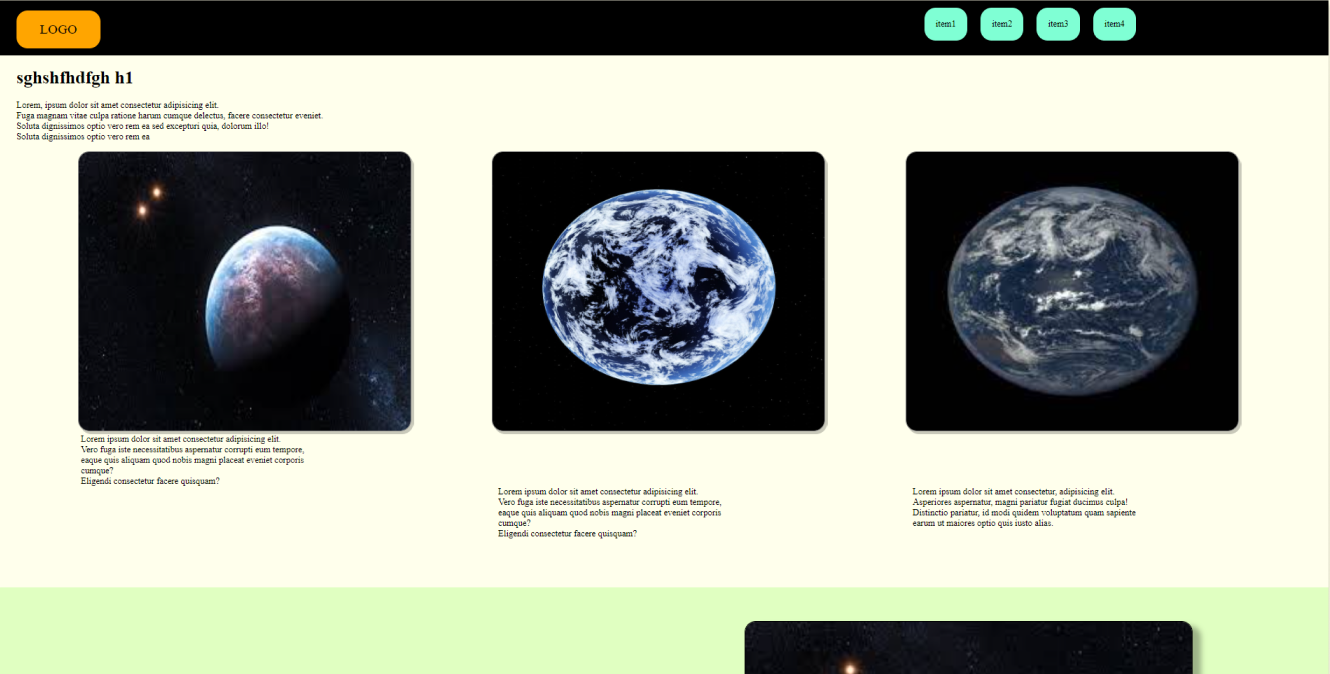 LOGO
item1
item2
item3
item4
sghshfhdfgh h1
Lorem, ipsum dolor sit amet consectetur adipisicing elit.
Fuga magnam vitae culpa ratione harum cumque delectus, facere consectetur eveniet.
Soluta dignissimos optio vero rem ea sed excepturi quia, dolorum illo!
Soluta dignissimos optio vero rem ea
Lorem ipsum dolor sit amet consectetur adipisicing elit.
Vero fuga iste necessitatibus aspernatur corrupti eum tempore,
eaque quis aliquam quod nobis magni placeat eveniet corporis
cumque?
Eligendi consectetur facere quisquam?
Lorem ipsum dolor sit amet consectetur adipisicing elit.
Vero fuga iste necessitatibus aspernatur corrupti eum tempore,
eaque quis aliquam quod nobis magni placeat eveniet corporis
cumque?
Eligendi consectetur facere quisquam?
Lorem ipsum dolor sit amet consectetur, adipisicing elit.
Asperiores aspernatur, magni pariatur fugiat ducimus culpa!
Distinctio pariatur, id modi quidem voluptatum quam sapiente
earum ut maiores optio quis iusto alias.